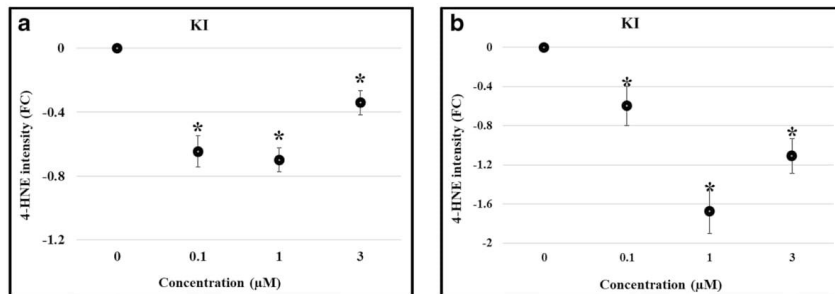 a
KI
4-HNE intensity (FC)
0
-0.4
-0.8
-1.2
*
*
*
0 0.1 1 3
Concentration (µM)
b
KI
4-HNE intensity (FC)
0
-0.4
-0.8
-1.2
-1.6
-2
*
*
*
0 0.1 1 3
Concentration (µM)